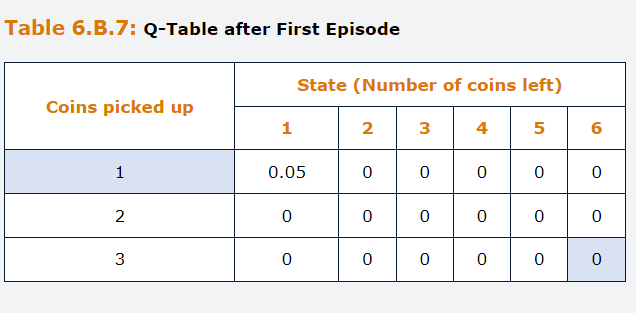 Table 6.B.7: Q-Table after First Episode
Coins picked up State (Number of coins left)
1 2 3 4 5 6
1 0.05 0 0 0 0 0
2 0 0 0 0 0 0
3 0 0 0 0 0 0